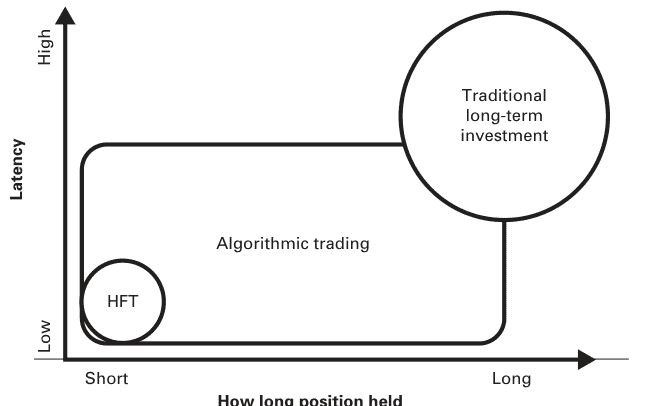 High
Traditional
long-term
investment
Latency
Algorithmic trading
HFT
Low
Short
Long
How long position held